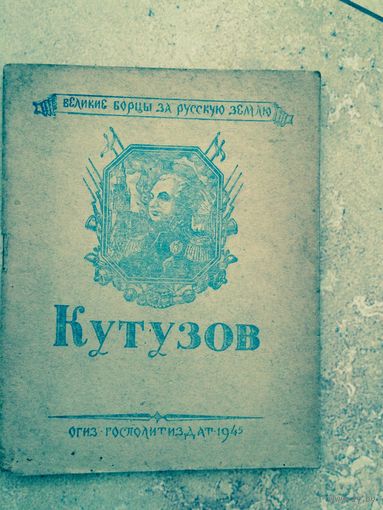 ВЕЛИКИЕ БОРЦЫ ЗА РУССКУЮ ЗЕМЛЮ
КУТУЗОВ
ОГИЗ·ГОСПОЛИТИЗДАТ·1945